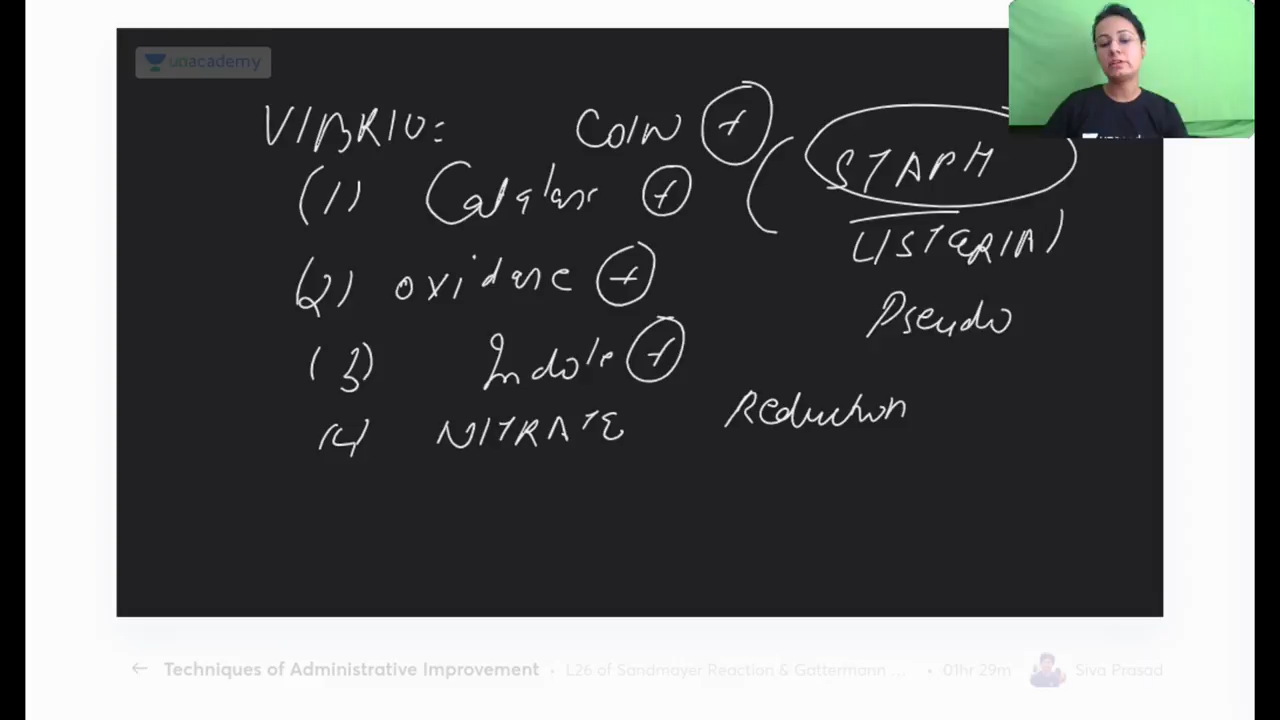 unacademy
VIBRIO: COIN +
(1) Catalase + (STAPH
LISTERIA)
(2) oxidase +
Pseudo
(3) Indole +
(4) NITRATE Reduction
← Techniques of Administrative Improvement • L26 of Sandmayer Reaction & Gattermann ... • 01hr 29m Siva Prasad